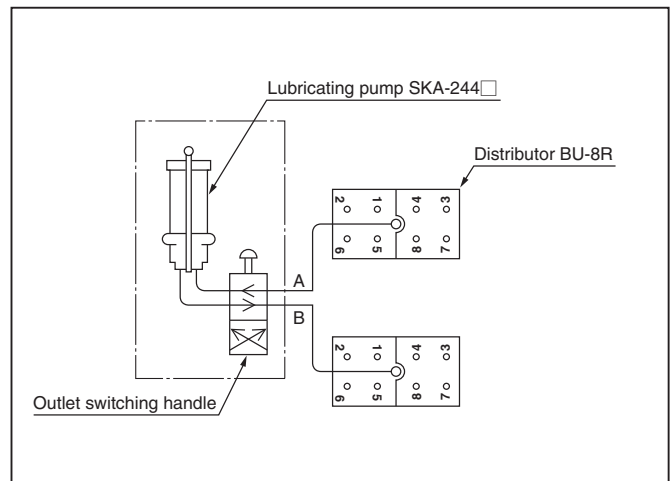 Lubricating pump SKA-244□
Distributor BU-8R
2 1 4 3
6 5 8 7
A
B
2 1 4 3
6 5 8 7
Outlet switching handle